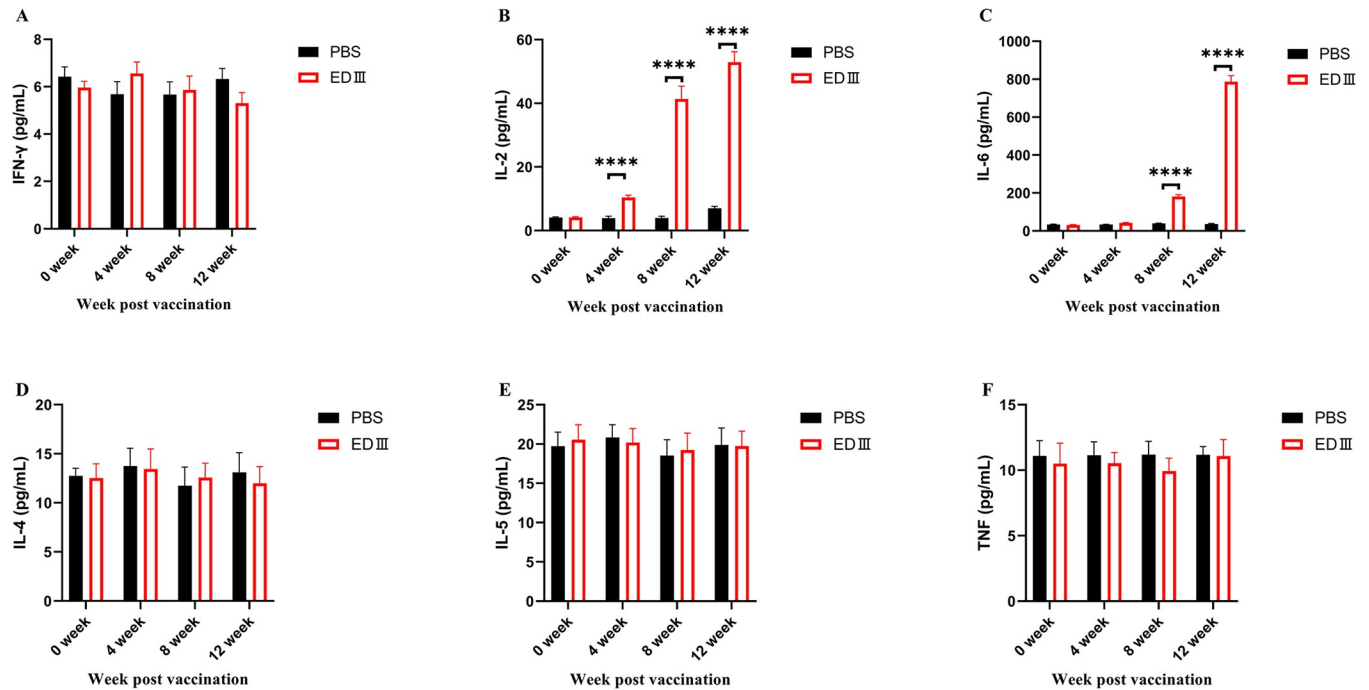 A
IFN-γ (pg/mL)
8
6
4
2
0
0 week
4 week
8 week
12 week
Week post vaccination
PBS
EDⅢ
B
IL-2 (pg/mL)
60
40
20
0
****
****
****
0 week
4 week
8 week
12 week
Week post vaccination
PBS
EDⅢ
C
IL-6 (pg/mL)
1000
800
600
400
200
0
****
****
0 week
4 week
8 week
12 week
Week post vaccination
PBS
EDⅢ
D
IL-4 (pg/mL)
20
15
10
5
0
0 week
4 week
8 week
12 week
Week post vaccination
PBS
EDⅢ
E
IL-5 (pg/mL)
25
20
15
10
5
0
0 week
4 week
8 week
12 week
Week post vaccination
PBS
EDⅢ
F
TNF (pg/mL)
15
10
5
0
0 week
4 week
8 week
12 week
Week post vaccination
PBS
EDⅢ